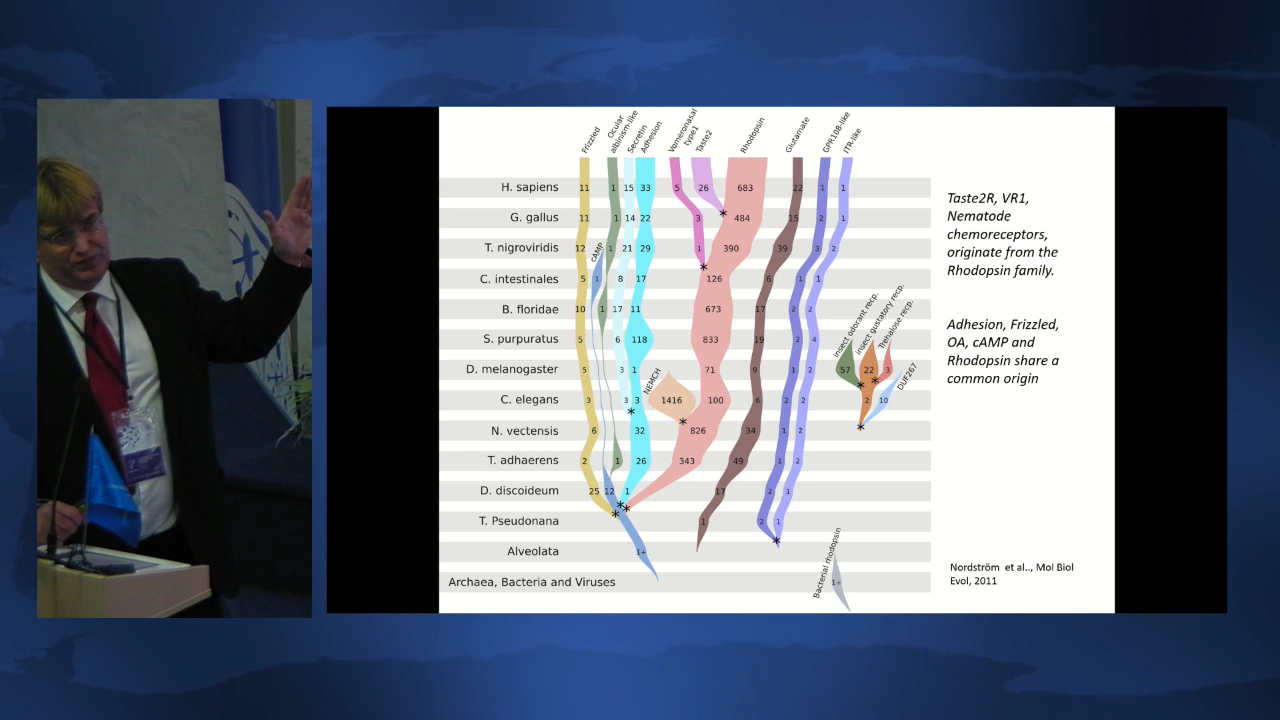 Frizzled
Ocular
albinism-like
Secretin
Adhesion
Vomeronasal
type1
Taste2
Rhodopsin
Glutamate
GPR108-like
ITR-like
H. sapiens 11 1 15 33 5 26 683 22 1 1
G. gallus 11 1 14 22 3 * 484 15 2 1
T. nigroviridis 12 cAMP 1 21 29 1 390 39 3 2
*
C. intestinales 5 1 8 17 126 6 1 1
B. floridae 10 1 17 11 673 17 2 2
insect odorant recp.
insect gustatory recp.
Trehalose recp.
S. purpuratus 5 6 118 833 19 2 4
D. melanogaster 5 3 1 71 9 1 2 57 22 3
NEMCH
DUF267
* *
C. elegans 3 3 3 1416 100 6 2 2 2 10
* * *
N. vectensis 6 32 826 34 1 2
T. adhaerens 2 1 26 343 49 1 2
D. discoideum 25 12 1 17 2 1
* * *
T. Pseudonana 1 2 1
*
Alveolata 1+
Archaea, Bacteria and Viruses 1+
Bacterial rhodopsin
Taste2R, VR1,
Nematode
chemoreceptors,
originate from the
Rhodopsin family.
Adhesion, Frizzled,
OA, cAMP and
Rhodopsin share a
common origin
Nordström et al.., Mol Biol
Evol, 2011